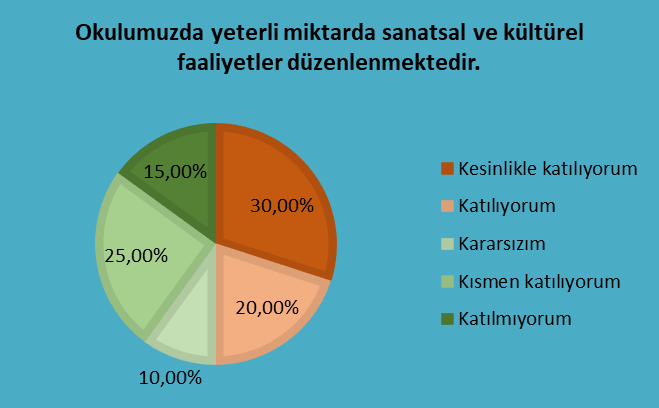 Okulumuzda yeterli miktarda sanatsal ve kültürel
faaliyetler düzenlenmektedir.
15,00%
30,00%
25,00%
20,00%
10,00%
Kesinlikle katılıyorum
Katılıyorum
Kararsızım
Kısmen katılıyorum
Katılmıyorum